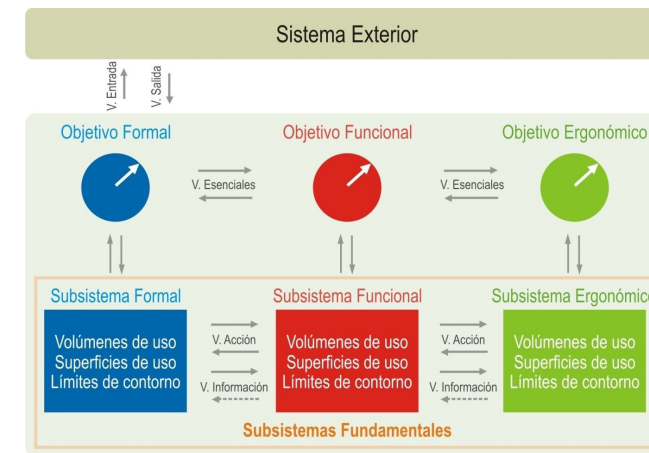 Sistema Exterior
V. Entrada
V. Salida
Objetivo Formal
Objetivo Funcional
Objetivo Ergonómico
V. Esenciales
V. Esenciales
Subsistema Formal
Subsistema Funcional
Subsistema Ergonómico
Volúmenes de uso
Superficies de uso
Límites de contorno
V. Acción
V. Información
Volúmenes de uso
Superficies de uso
Límites de contorno
V. Acción
V. Información
Volúmenes de uso
Superficies de uso
Límites de contorno
Subsistemas Fundamentales